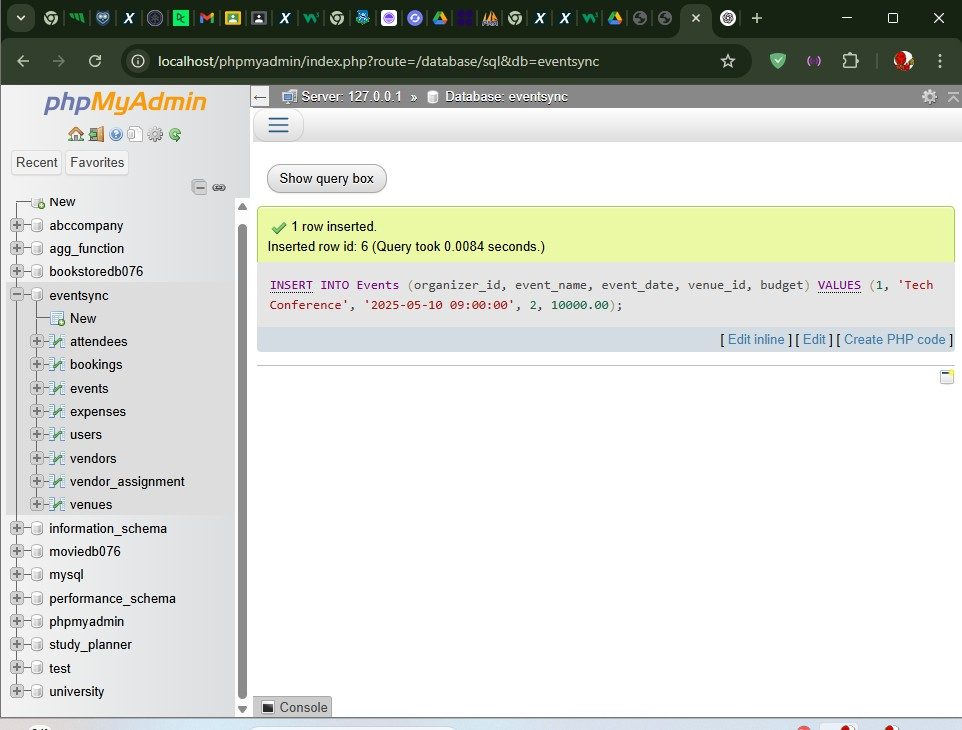 localhost/phpmyadmin/index.php?route=/database/sql&db=eventsync
phpMyAdmin
Recent Favorites
New
abccompany
agg_function
bookstoredb076
eventsync
New
attendees
bookings
events
expenses
users
vendors
vendor_assignment
venues
information_schema
moviedb076
mysql
performance_schema
phpmyadmin
study_planner
test
university
Server: 127.0.0.1 » Database: eventsync
Show query box
1 row inserted.
Inserted row id: 6 (Query took 0.0084 seconds.)
INSERT INTO Events (organizer_id, event_name, event_date, venue_id, budget) VALUES (1, 'Tech
Conference', '2025-05-10 09:00:00', 2, 10000.00);
[ Edit inline ] [ Edit ] [ Create PHP code ]
Console